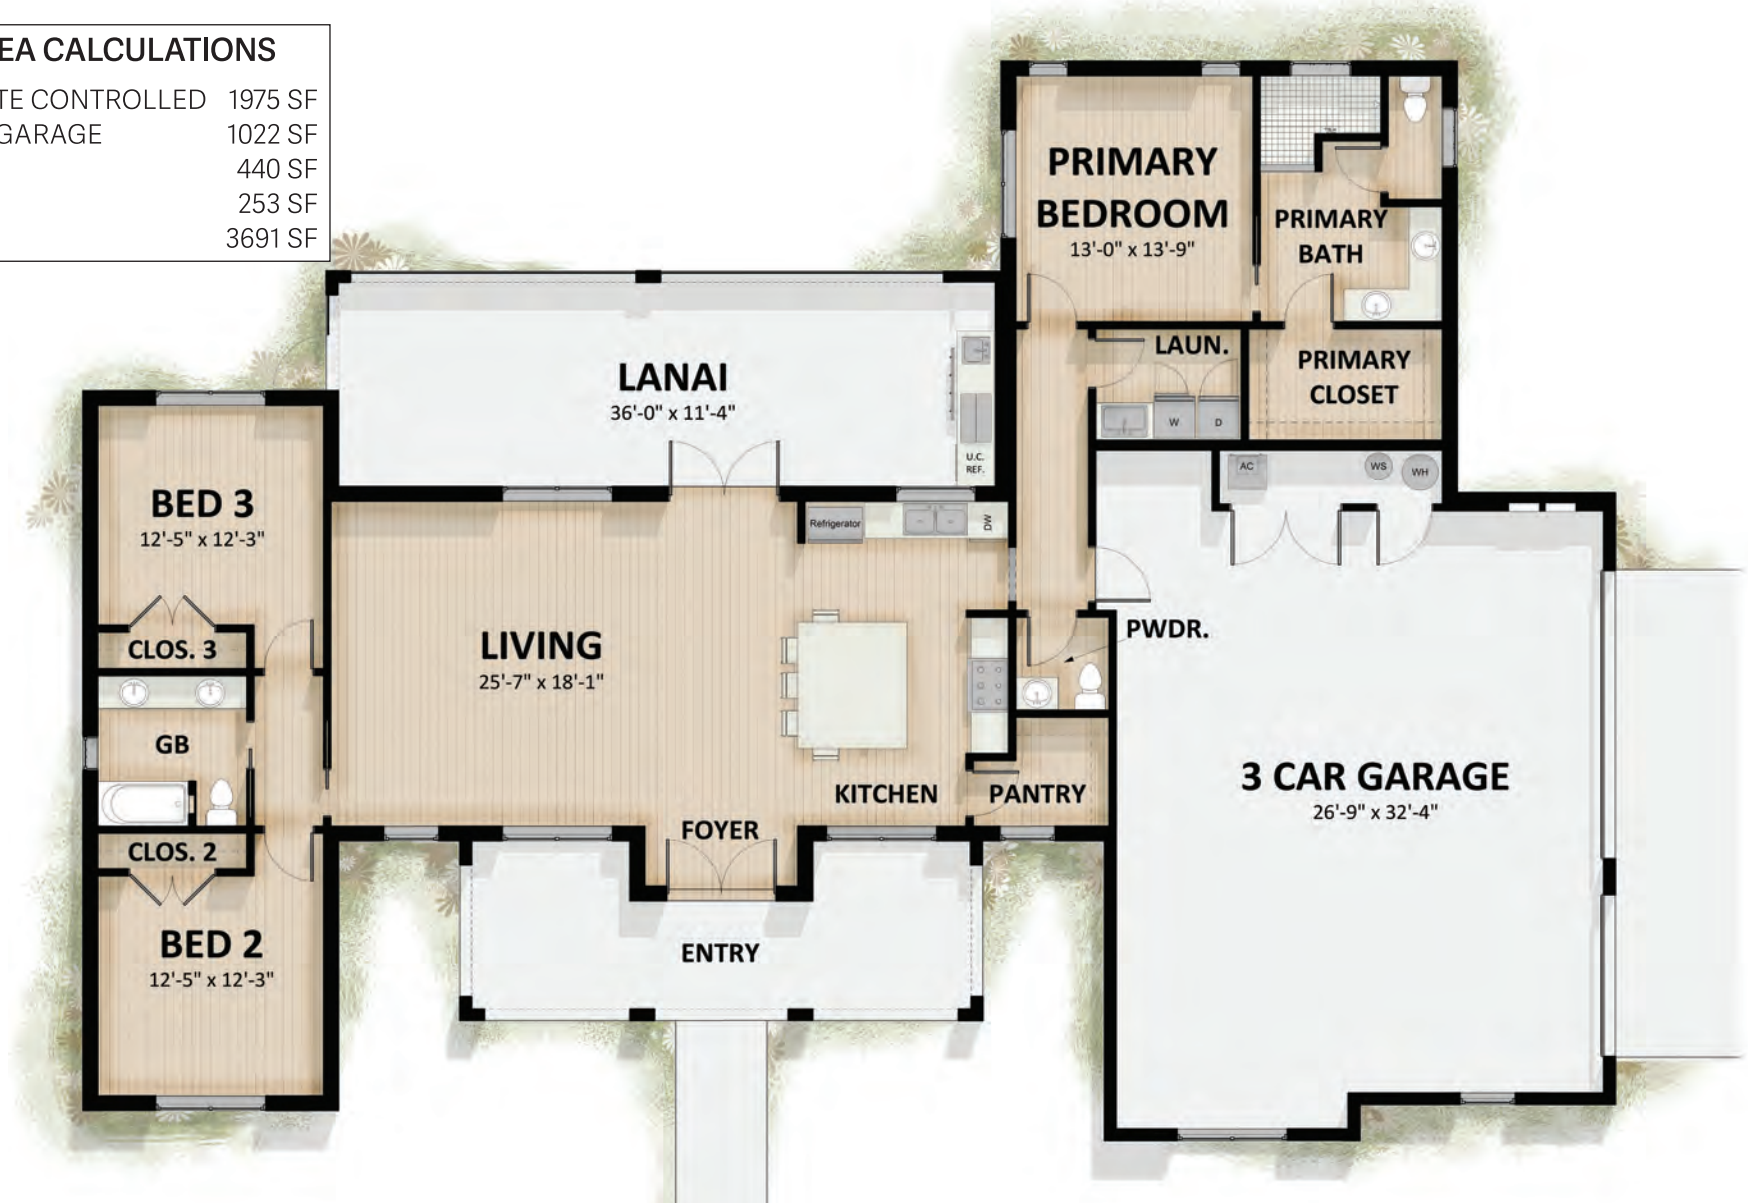 EA CALCULATIONS
TE CONTROLLED 1975 SF
GARAGE 1022 SF
440 SF
253 SF
3691 SF
PRIMARY
BEDROOM
13'-0" x 13'-9"
PRIMARY
BATH
LAUN.
W
D
PRIMARY
CLOSET
LANAI
36'-0" x 11'-4"
U.C.
REF.
AC
WS
WH
BED 3
12'-5" x 12'-3"
CLOS. 3
Refrigerator
DW
LIVING
25'-7" x 18'-1"
PWDR.
GB
KITCHEN
PANTRY
3 CAR GARAGE
26'-9" x 32'-4"
FOYER
CLOS. 2
BED 2
12'-5" x 12'-3"
ENTRY